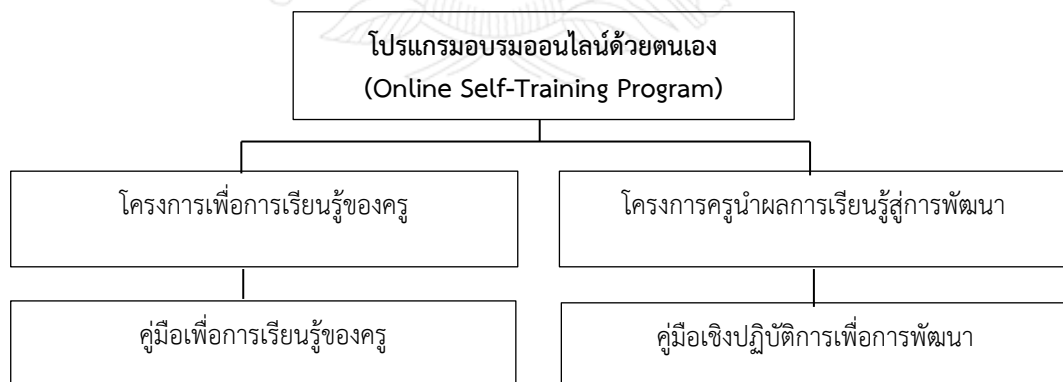 โปรแกรมอบรมออนไลน์ด้วยตนเอง
(Online Self-Training Program)
โครงการเพื่อการเรียนรู้ของครู
โครงการครูนำผลการเรียนรู้สู่การพัฒนา
คู่มือเพื่อการเรียนรู้ของครู
คู่มือเชิงปฏิบัติการเพื่อการพัฒนา